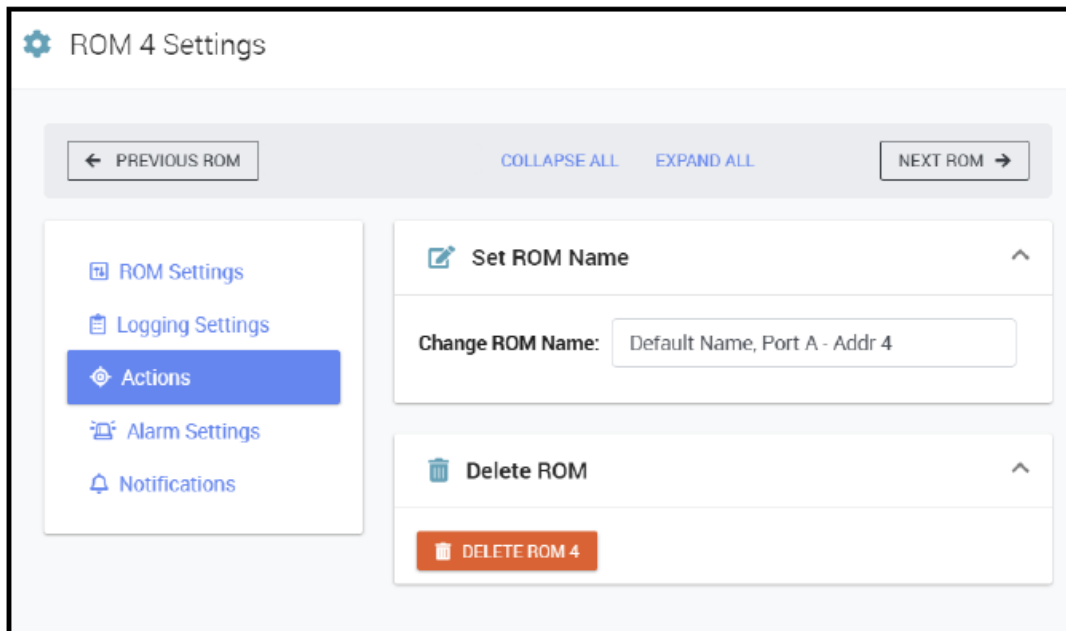 ROM 4 Settings
PREVIOUS ROM
COLLAPSE ALL
EXPAND ALL
NEXT ROM
ROM Settings
Logging Settings
Actions
Alarm Settings
Notifications
Set ROM Name
Change ROM Name: Default Name, Port A - Addr 4
Delete ROM
DELETE ROM 4